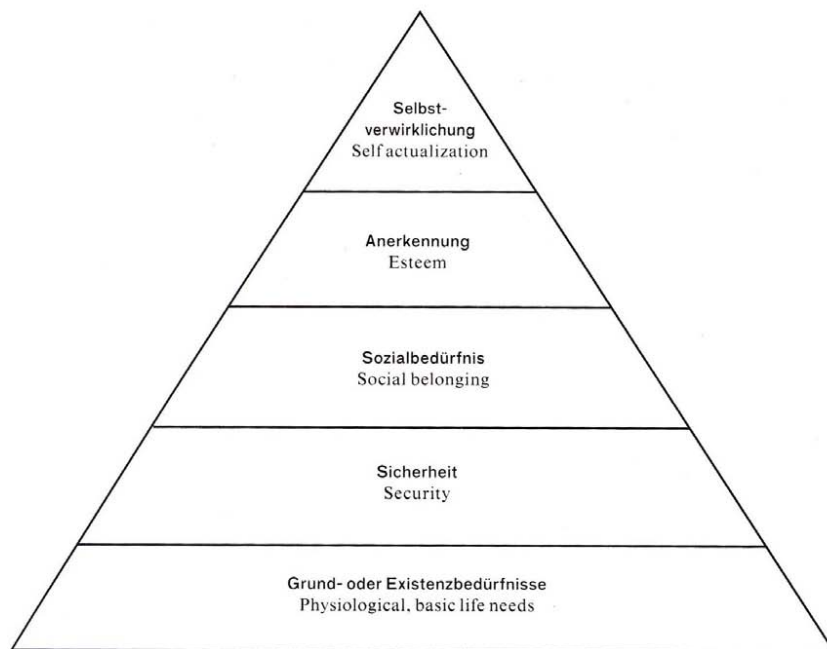 Selbst-
verwirklichung
Self actualization
Anerkennung
Esteem
Sozialbedürfnis
Social belonging
Sicherheit
Security
Grund- oder Existenzbedürfnisse
Physiological, basic life needs